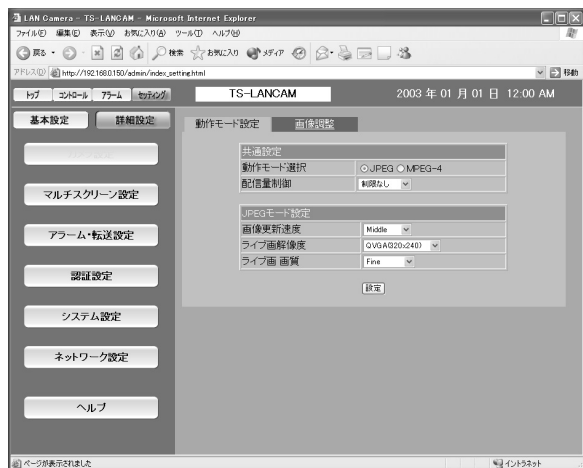 LAN Camera - TS-LANCAM - Microsoft Internet Explorer
ファイル(F) 編集(E) 表示(V) お気に入り(A) ツール(T) ヘルプ(H)
戻る 検索 お気に入り メディア
アドレス(D) http://192.168.0.150/admin/index_setting.html 移動
トップ コントロール アラーム セッティング TS-LANCAM 2003 年 01 月 01 日 12:00 AM
基本設定 詳細設定
動作モード設定 画像調整
共通設定
動作モード選択 JPEG MPEG-4
配信量制御 制限なし
JPEGモード設定
画像更新速度 Middle
ライブ画解像度 QVGA(320x240)
ライブ画 画質 Fine
設定
マルチスクリーン設定
アラーム・転送設定
認証設定
システム設定
ネットワーク設定
ヘルプ
ページが表示されました イントラネット